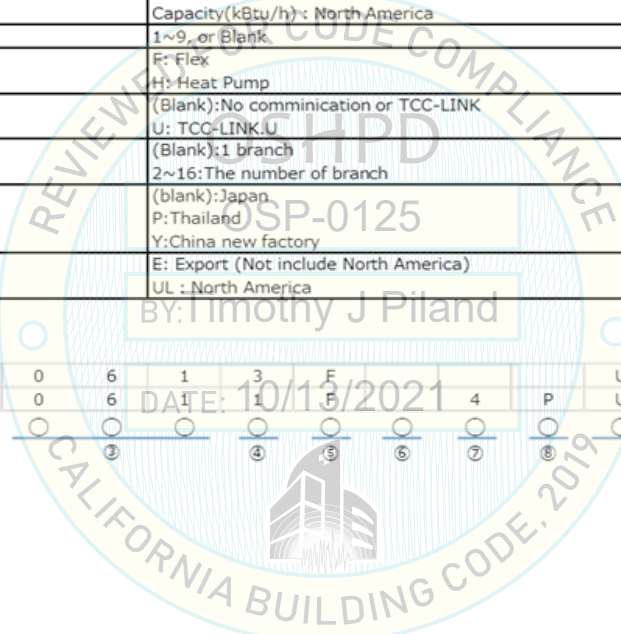 Capacity(kBtu/h) : North America
1~9, or Blank
F: Flex
H: Heat Pump
(Blank):No comminication or TCC-LINK
U: TCC-LINK.U
(Blank):1 branch
2~16:The number of branch
(blank):Japan
P:Thailand
Y:China new factory
E: Export (Not include North America)
UL : North America
0 6 1 3 F U
0 6 1 1 F 4 P U
③ ④ ⑤ ⑥ ⑦ ⑧
REVIEWED FOR CODE COMPLIANCE
OSHPD
OSP-0125
BY: Timothy J Piland
DATE: 10/13/2021
CALIFORNIA BUILDING CODE, 2019